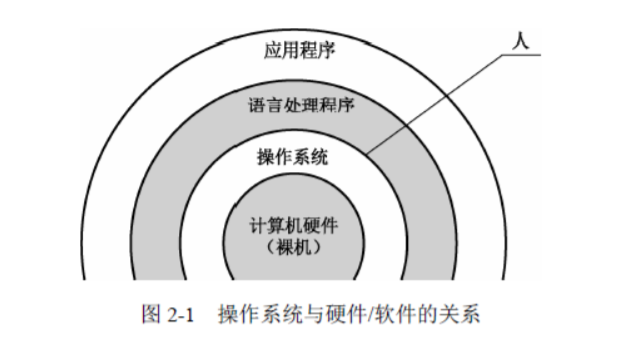 应用程序
人
语言处理程序
操作系统
计算机硬件
（裸机）
图 2-1 操作系统与硬件/软件的关系